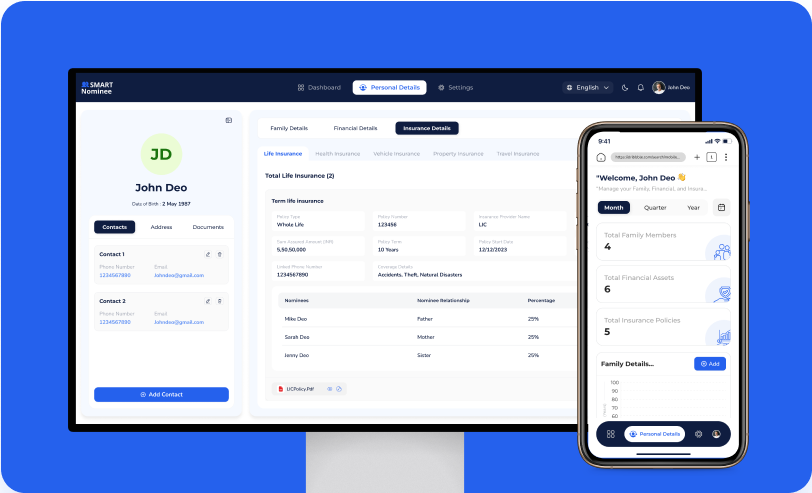 SMART
Nominee
Dashboard
Personal Details
Settings
English
John Deo
JD
John Deo
Date of Birth : 2 May 1987
Contacts
Address
Documents
Contact 1
Phone Number
Email
1234567890
Johndeo@gmail.com
Contact 2
Phone Number
Email
1234567890
Johndeo@gmail.com
Add Contact
Family Details
Financial Details
Insurance Details
Life Insurance
Health Insurance
Vehicle Insurance
Property Insurance
Travel Insurance
Total Life Insurance (2)
Term life insurance
Policy Type
Policy Number
Insurance Provider Name
Whole Life
123456
LIC
Sum Assured Amount (INR)
Policy Term
Policy Start Date
5,50,50,000
10 Years
12/12/2023
Linked Phone Number
Coverage Details
1234567890
Accidents, Theft, Natural Disasters
Nominees
Nominee Relationship
Percentage
Mike Deo
Father
25%
Sarah Deo
Mother
25%
Jenny Deo
Sister
25%
LICPolicy.Pdf
9:41
1
"Welcome, John Deo 👋
"Manage your Family, Financial, and Insura...
Month
Quarter
Year
Total Family Members
4
Total Financial Assets
6
Total Insurance Policies
5
Family Details...
Add
100
90
80
70
60
Personal Details